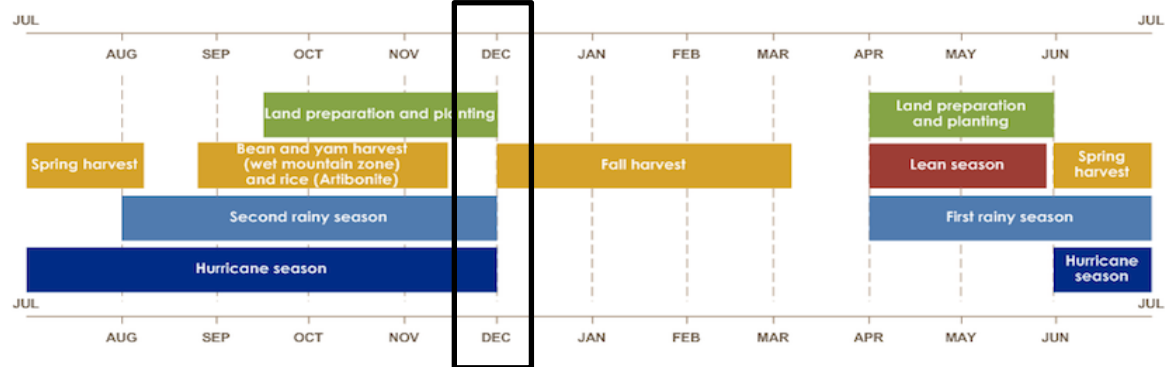 JUL JUL
AUG SEP OCT NOV DEC JAN FEB MAR APR MAY JUN
Land preparation and planting
Land preparation
and planting
Spring harvest
Bean and yam harvest
(wet mountain zone)
and rice (Artibonite)
Fall harvest
Lean season
Spring
harvest
Second rainy season
First rainy season
Hurricane season
Hurricane
season
JUL JUL
AUG SEP OCT NOV DEC JAN FEB MAR APR MAY JUN